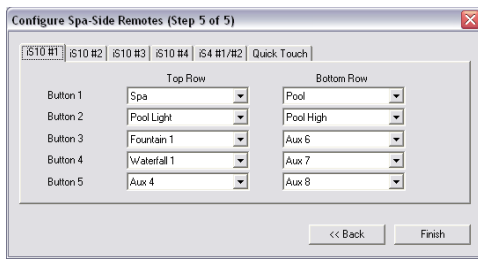 Configure Spa-Side Remotes (Step 5 of 5)
iS10 #1 iS10 #2 iS10 #3 iS10 #4 iS4 #1/#2 Quick Touch
Top Row Bottom Row
Button 1 Spa Pool
Button 2 Pool Light Pool High
Button 3 Fountain 1 Aux 6
Button 4 Waterfall 1 Aux 7
Button 5 Aux 4 Aux 8
<< Back Finish